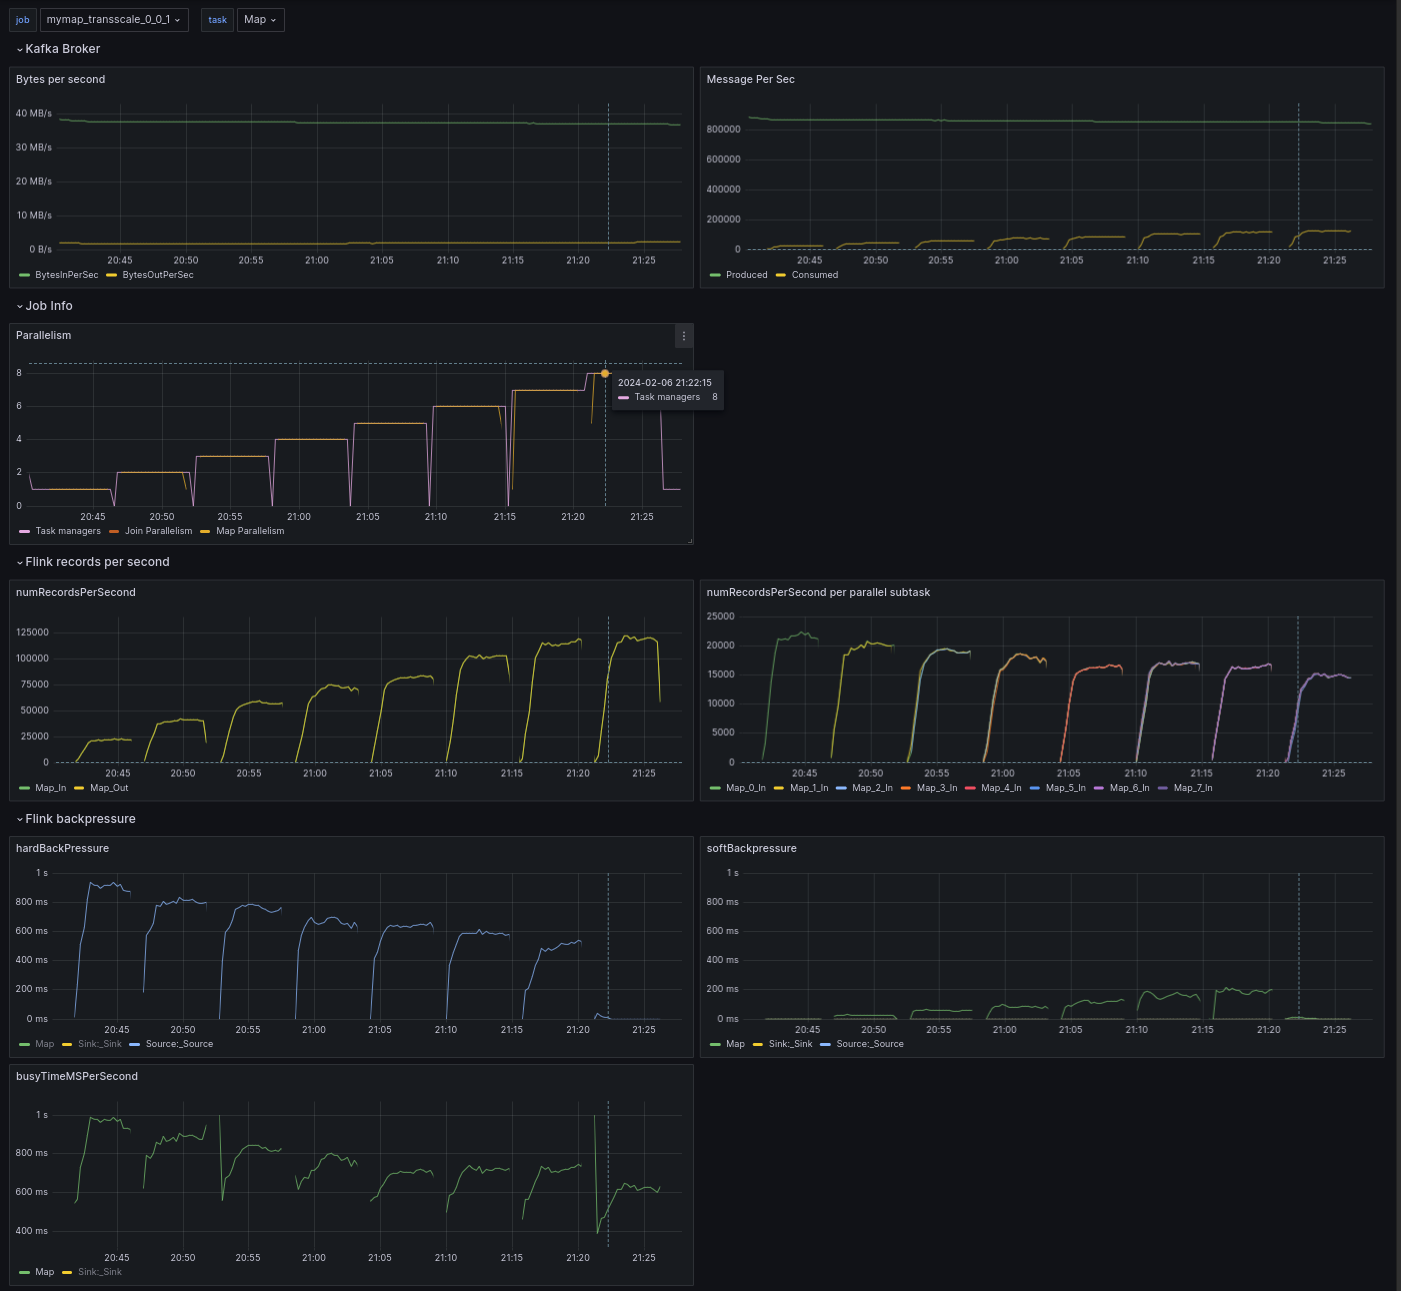 job mymap_transscale_0_0_1 task Map
Kafka Broker
Bytes per second
40 MB/s
30 MB/s
20 MB/s
10 MB/s
0 B/s
20:45 20:50 20:55 21:00 21:05 21:10 21:15 21:20 21:25
BytesInPerSec BytesOutPerSec
Message Per Sec
800000
600000
400000
200000
0
20:45 20:50 20:55 21:00 21:05 21:10 21:15 21:20 21:25
Produced Consumed
Job Info
Parallelism
8
6
4
2
0
20:45 20:50 20:55 21:00 21:05 21:10 21:15 21:20 21:25
2024-02-06 21:22:15
Task managers 8
Task managers Join Parallelism Map Parallelism
Flink records per second
numRecordsPerSecond
125000
100000
75000
50000
25000
0
20:45 20:50 20:55 21:00 21:05 21:10 21:15 21:20 21:25
Map_In Map_Out
numRecordsPerSecond per parallel subtask
25000
20000
15000
10000
5000
0
20:45 20:50 20:55 21:00 21:05 21:10 21:15 21:20 21:25
Map_0_In Map_1_In Map_2_In Map_3_In Map_4_In Map_5_In Map_6_In Map_7_In
Flink backpressure
hardBackPressure
1 s
800 ms
600 ms
400 ms
200 ms
0 ms
20:45 20:50 20:55 21:00 21:05 21:10 21:15 21:20 21:25
Map Sink:_Sink Source:_Source
softBackpressure
1 s
800 ms
600 ms
400 ms
200 ms
0 ms
20:45 20:50 20:55 21:00 21:05 21:10 21:15 21:20 21:25
Map Sink:_Sink Source:_Source
busyTimeMSPerSecond
1 s
800 ms
600 ms
400 ms
20:45 20:50 20:55 21:00 21:05 21:10 21:15 21:20 21:25
Map Sink:_Sink